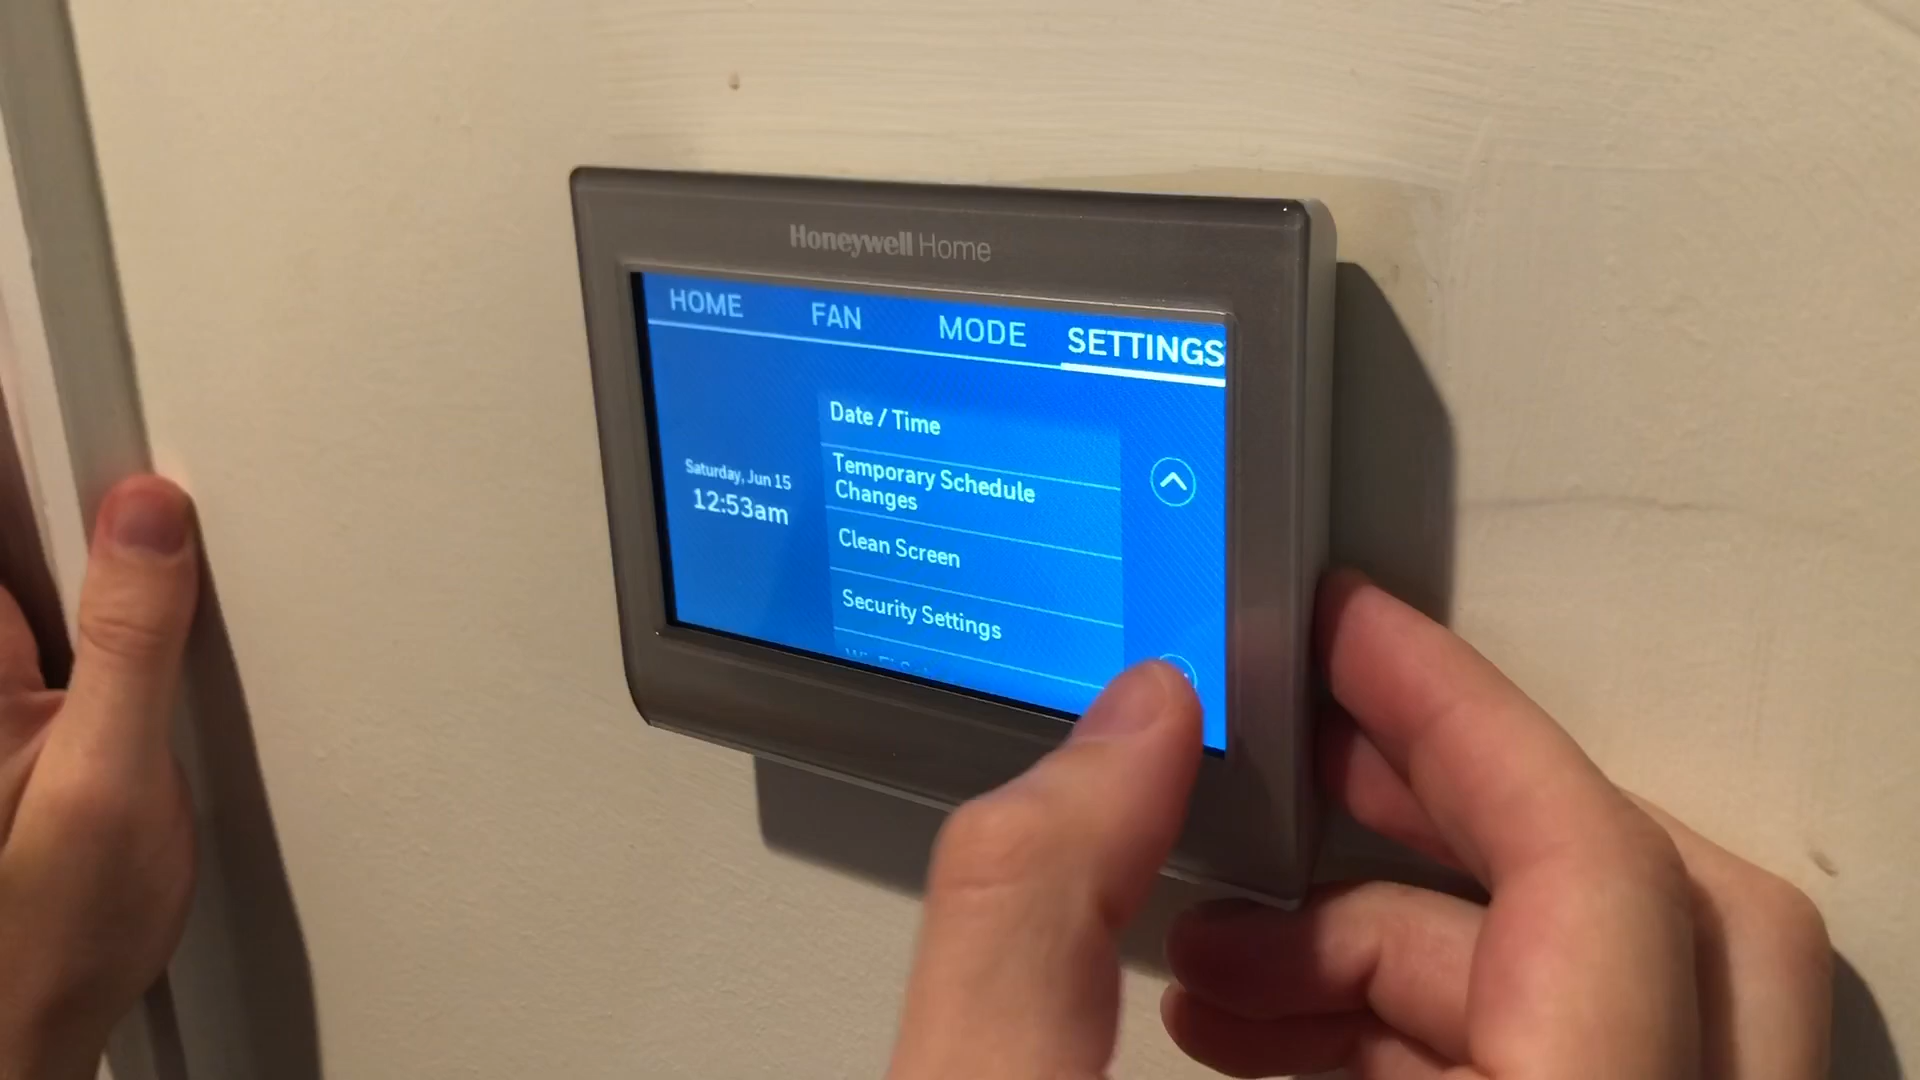 Honeywell Home
HOME FAN MODE SETTINGS
Saturday, Jun 15
12:53am
Date / Time
Temporary Schedule
Changes
Clean Screen
Security Settings